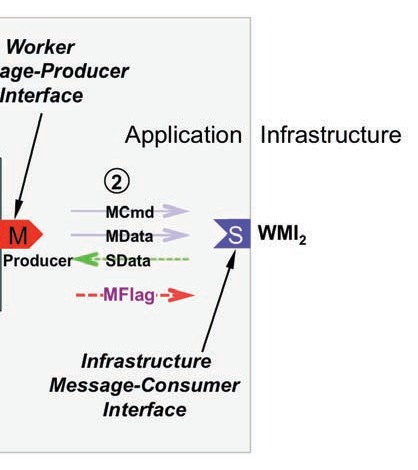 Worker
age-Producer
Interface
Application Infrastructure
2
MCmd
M
MData
S
WMI₂
Producer
SData
MFlag
Infrastructure
Message-Consumer
Interface